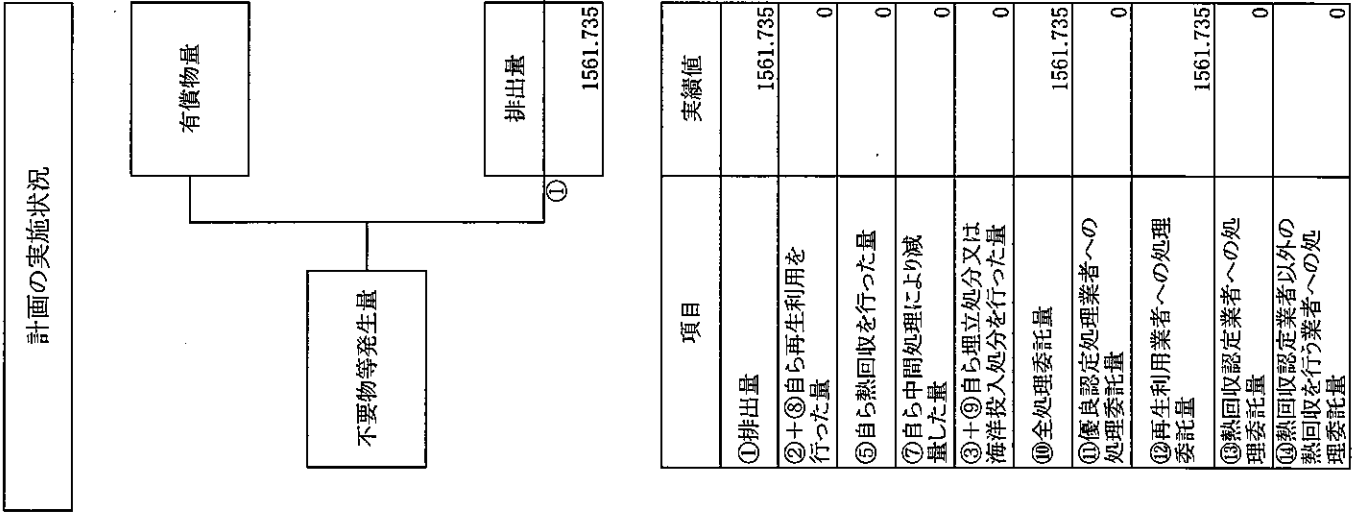 計画の実施状況
不要物等発生量
有償物量
排出量
①
1561.735
項目
実績値
①排出量
1561.735
②+⑧自ら再生利用を
行った量
0
⑤自ら熱回収を行った量
0
⑦自ら中間処理により減
量した量
0
③+⑨自ら埋立処分又は
海洋投入処分を行った量
0
⑩全処理委託量
1561.735
⑪優良認定処理業者への
処理委託量
0
⑫再生利用業者への処理
委託量
1561.735
⑬熱回収認定業者への処
理委託量
0
⑭熱回収認定業者以外の
熱回収を行う業者への処
理委託量
0